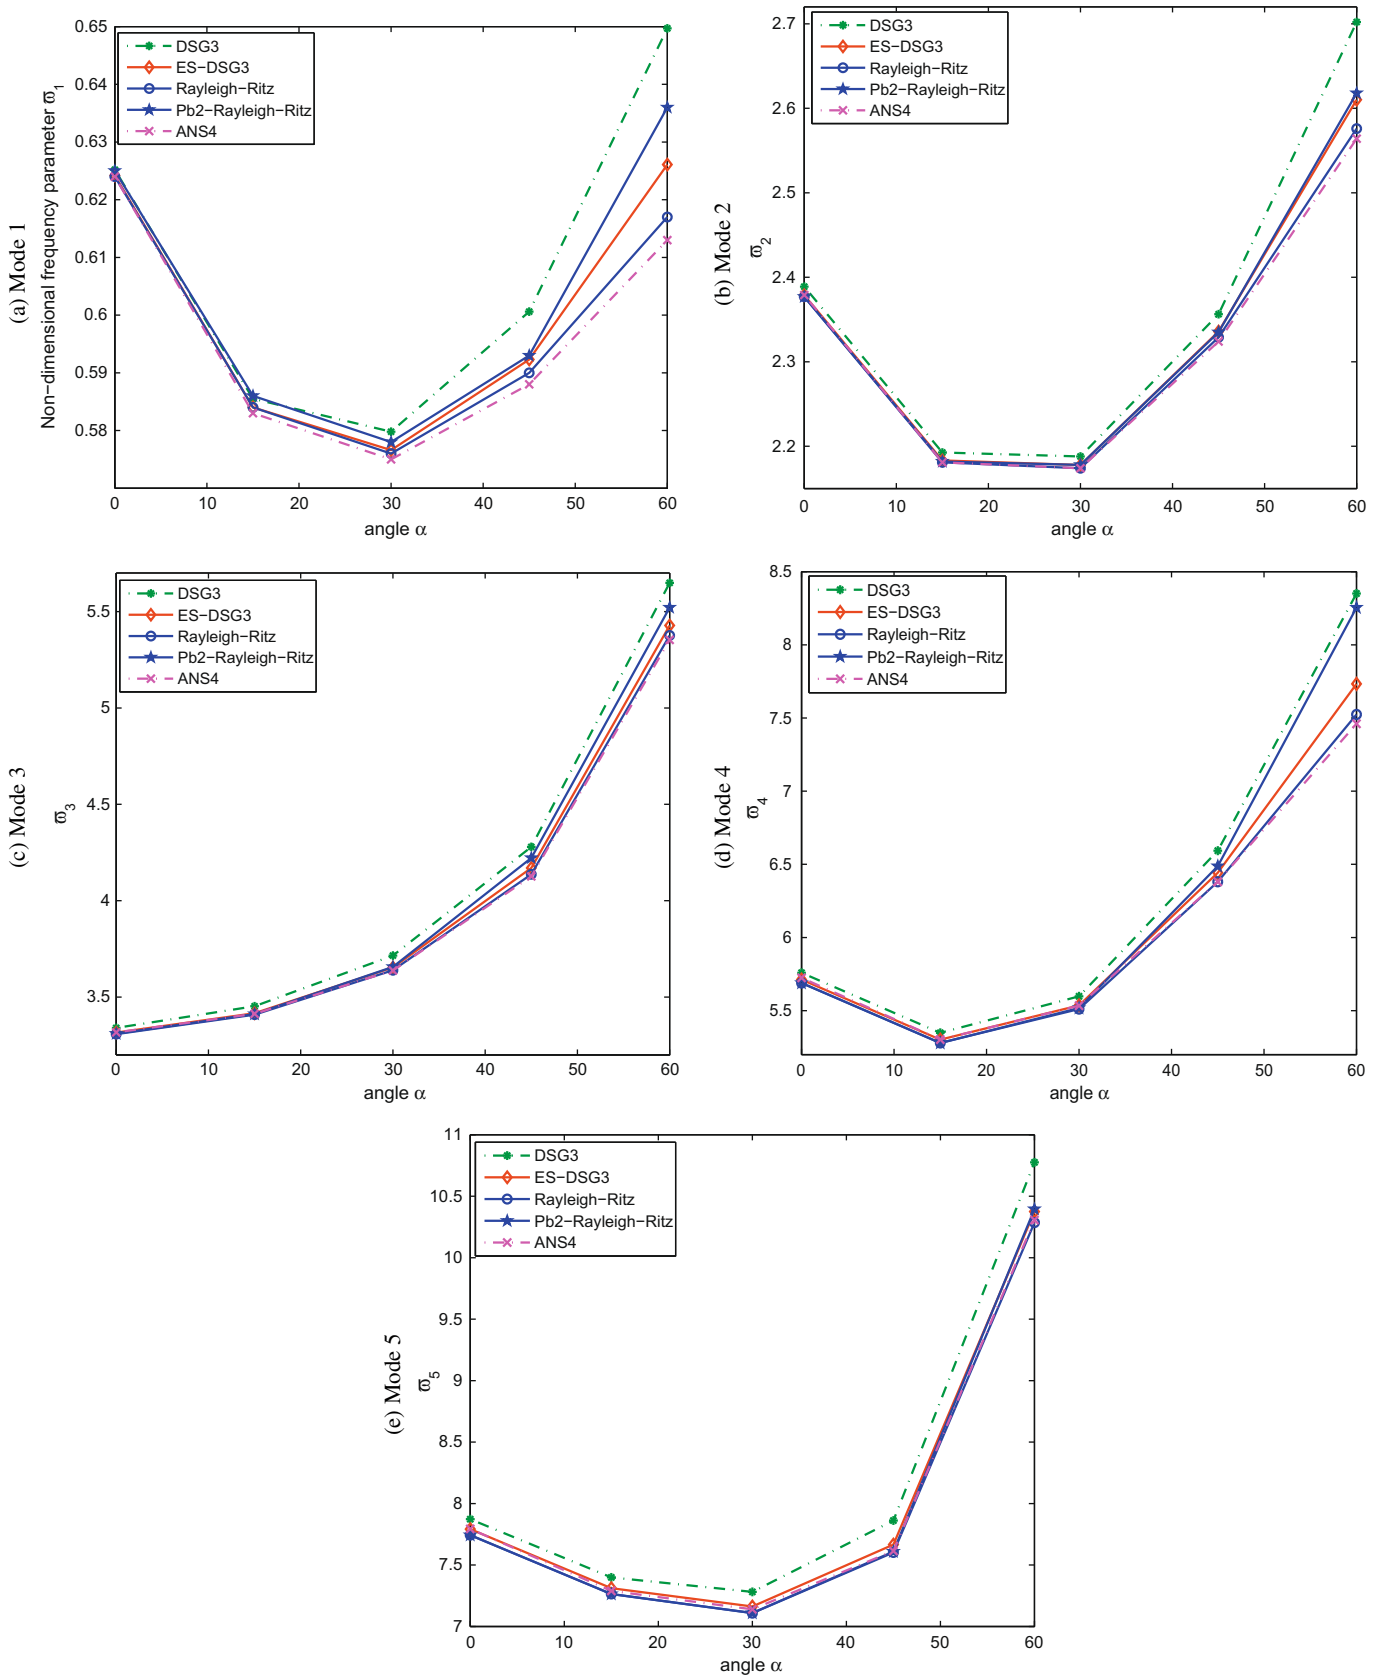 (a) Mode 1
Non-dimensional frequency parameter ϖ₁
0.65
0.64
0.63
0.62
0.61
0.6
0.59
0.58
DSG3
ES-DSG3
Rayleigh-Ritz
Pb2-Rayleigh-Ritz
ANS4
0 10 20 30 40 50 60
angle α
(b) Mode 2
ϖ₂
2.7
2.6
2.5
2.4
2.3
2.2
DSG3
ES-DSG3
Rayleigh-Ritz
Pb2-Rayleigh-Ritz
ANS4
0 10 20 30 40 50 60
angle α
(c) Mode 3
ϖ₃
5.5
5
4.5
4
3.5
DSG3
ES-DSG3
Rayleigh-Ritz
Pb2-Rayleigh-Ritz
ANS4
0 10 20 30 40 50 60
angle α
(d) Mode 4
ϖ₄
8.5
8
7.5
7
6.5
6
5.5
DSG3
ES-DSG3
Rayleigh-Ritz
Pb2-Rayleigh-Ritz
ANS4
0 10 20 30 40 50 60
angle α
(e) Mode 5
ϖ₅
11
10.5
10
9.5
9
8.5
8
7.5
7
DSG3
ES-DSG3
Rayleigh-Ritz
Pb2-Rayleigh-Ritz
ANS4
0 10 20 30 40 50 60
angle α